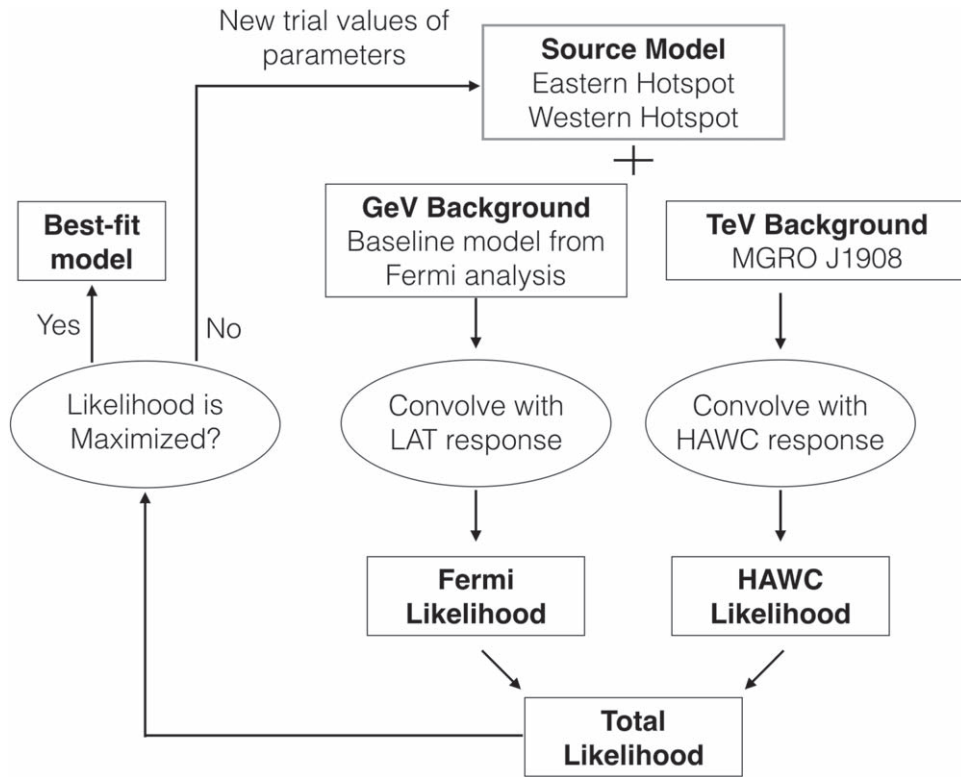 New trial values of
parameters
Source Model
Eastern Hotspot
Western Hotspot
+
GeV Background
Baseline model from
Fermi analysis
TeV Background
MGRO J1908
Best-fit
model
Yes
No
Likelihood is
Maximized?
Convolve with
LAT response
Convolve with
HAWC response
Fermi
Likelihood
HAWC
Likelihood
Total
Likelihood